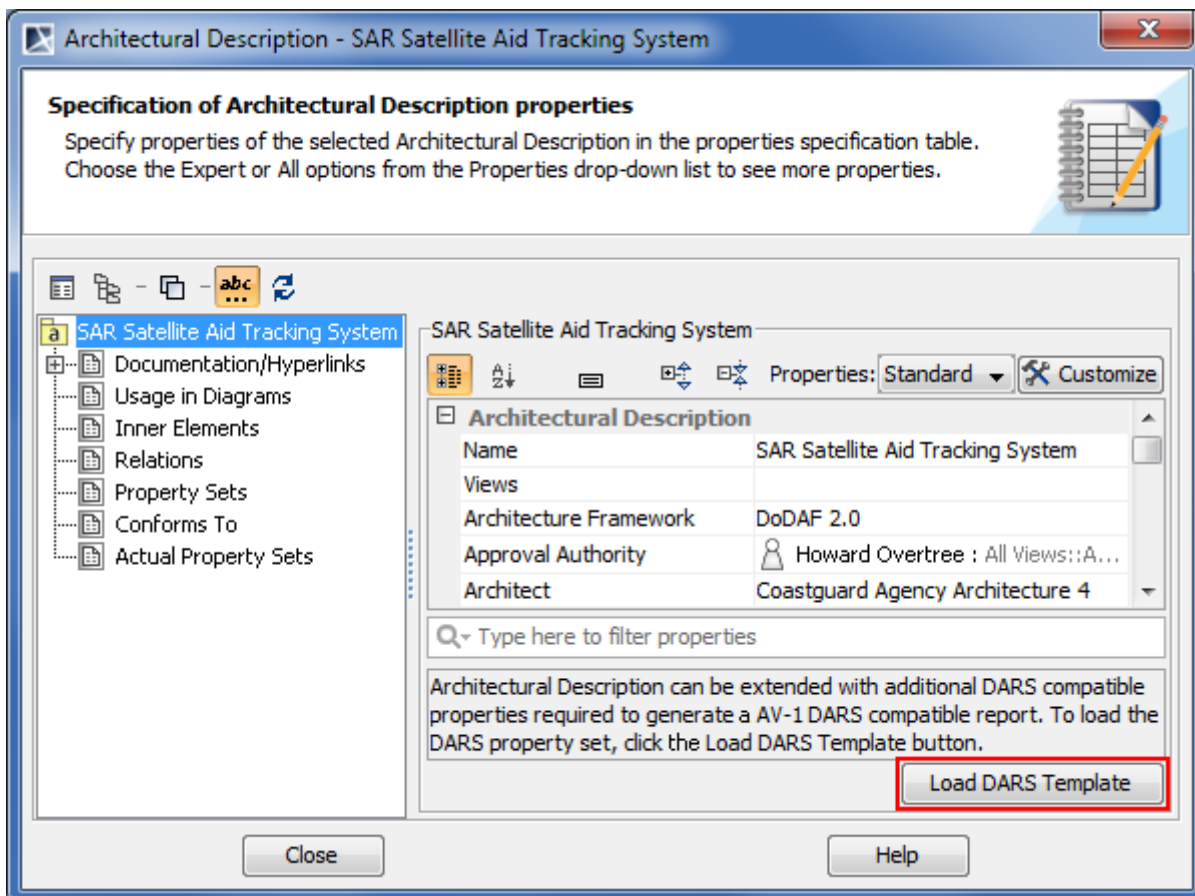 Architectural Description - SAR Satellite Aid Tracking System
Specification of Architectural Description properties
Specify properties of the selected Architectural Description in the properties specification table.
Choose the Expert or All options from the Properties drop-down list to see more properties.
abc
...
a SAR Satellite Aid Tracking System
Documentation/Hyperlinks
Usage in Diagrams
Inner Elements
Relations
Property Sets
Conforms To
Actual Property Sets
SAR Satellite Aid Tracking System
Properties: Standard Customize
Architectural Description
Name SAR Satellite Aid Tracking System
Views
Architecture Framework DoDAF 2.0
Approval Authority Howard Overtree : All Views::A...
Architect Coastguard Agency Architecture 4
Type here to filter properties
Architectural Description can be extended with additional DARS compatible
properties required to generate a AV-1 DARS compatible report. To load the
DARS property set, click the Load DARS Template button.
Load DARS Template
Close Help